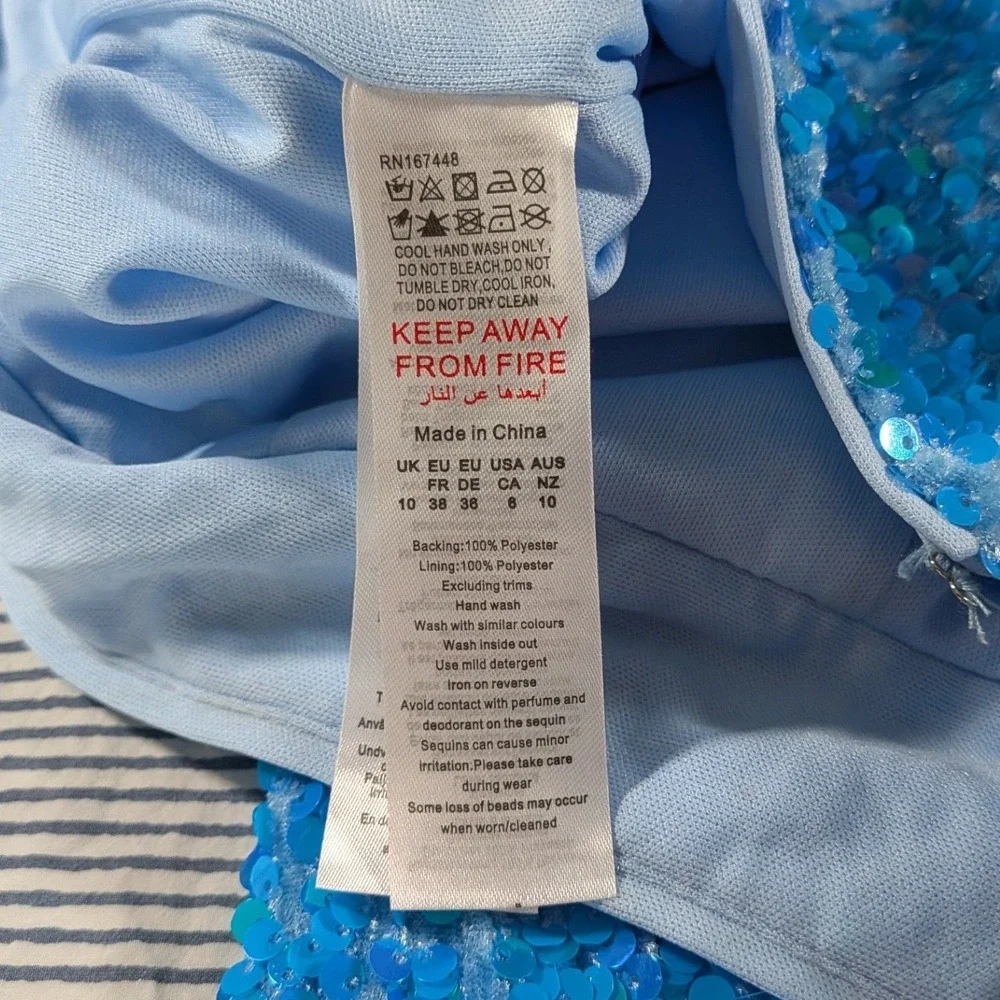 RN167448
COOL HAND WASH ONLY,
DO NOT BLEACH,DO NOT
TUMBLE DRY,COOL IRON,
DO NOT DRY CLEAN
KEEP AWAY
FROM FIRE
أبعدها عن النار
Made in China
UK EU EU USA AUS
FR DE CA NZ
10 38 36 6 10
Backing:100% Polyester
Lining:100% Polyester
Excluding trims
Hand wash
Wash with similar colours
Wash inside out
Use mild detergent
Iron on reverse
Avoid contact with perfume and
deodorant on the sequin
Sequins can cause minor
irritation.Please take care
during wear
Some loss of beads may occur
when worn/cleaned